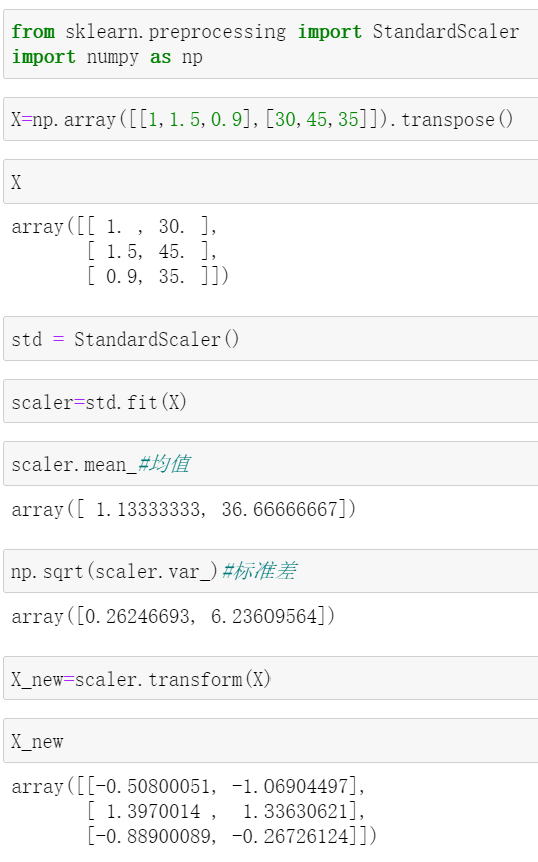 from sklearn.preprocessing import StandardScaler
import numpy as np
X=np.array([[1,1.5,0.9],[30,45,35]]).transpose()
X
array([[ 1. , 30. ],
       [ 1.5, 45. ],
       [ 0.9, 35. ]])
std = StandardScaler()
scaler=std.fit(X)
scaler.mean_#均值
array([ 1.13333333, 36.66666667])
np.sqrt(scaler.var_)#标准差
array([0.26246693, 6.23609564])
X_new=scaler.transform(X)
X_new
array([[-0.50800051, -1.06904497],
       [ 1.3970014 ,  1.33630621],
       [-0.88900089, -0.26726124]])